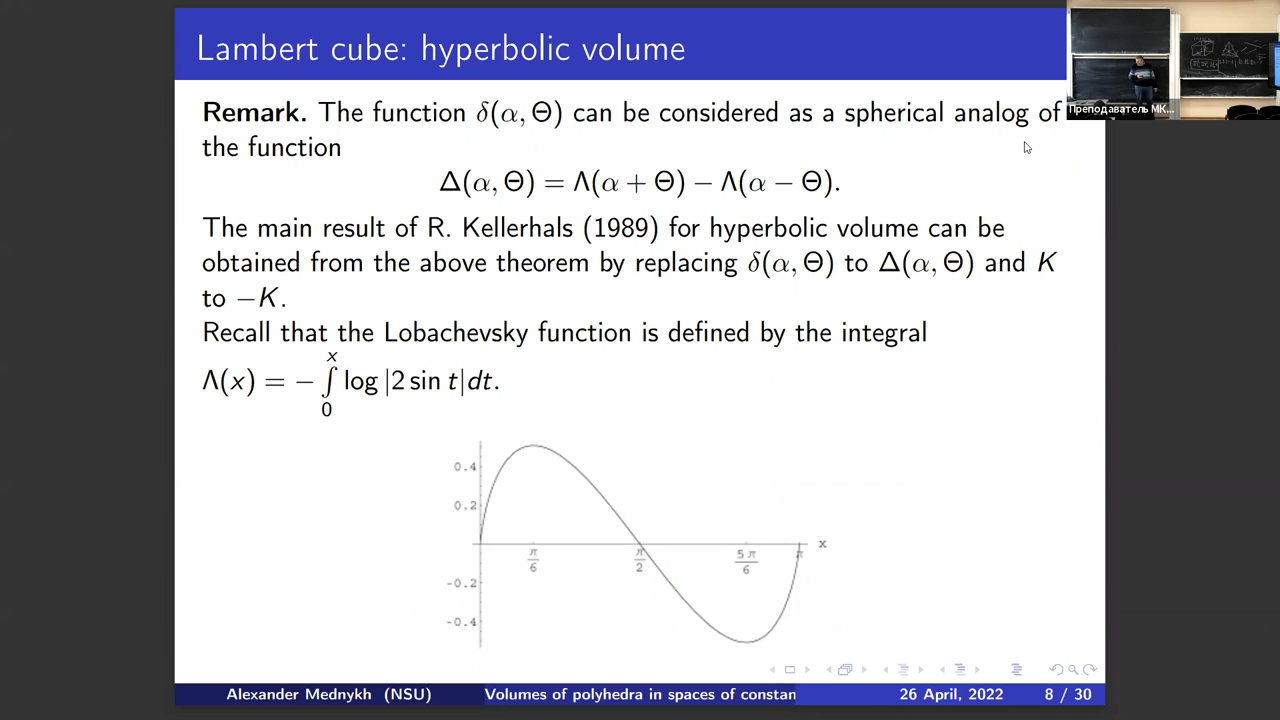 Lambert cube: hyperbolic volume
Преподаватель МК...
Remark. The function δ(α, Θ) can be considered as a spherical analog of
the function
Δ(α, Θ) = Λ(α + Θ) − Λ(α − Θ).
The main result of R. Kellerhals (1989) for hyperbolic volume can be
obtained from the above theorem by replacing δ(α, Θ) to Δ(α, Θ) and K
to −K.
Recall that the Lobachevsky function is defined by the integral
Λ(x) = − ∫₀ˣ log |2 sin t|dt.
0.4
0.2
-0.2
-0.4
π/6
π/2
5π/6
π
x
Alexander Mednykh (NSU) Volumes of polyhedra in spaces of constan 26 April, 2022 8 / 30